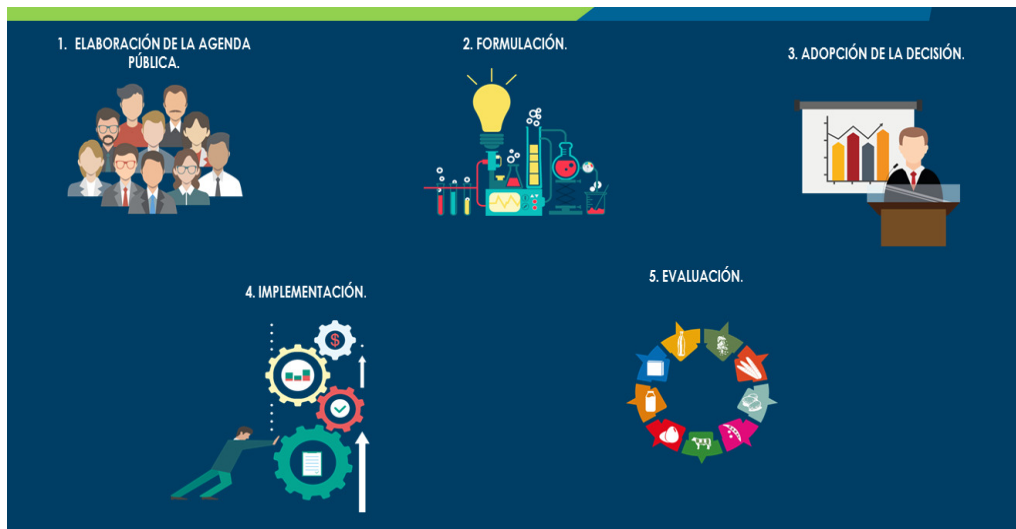 1. ELABORACIÓN DE LA AGENDA
PÚBLICA.
2. FORMULACIÓN.
3. ADOPCIÓN DE LA DECISIÓN.
4. IMPLEMENTACIÓN.
$
5. EVALUACIÓN.